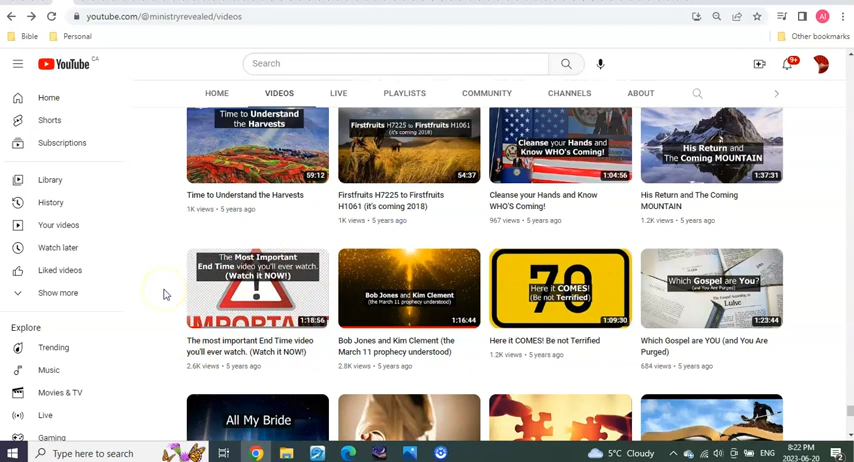 youtube.com/@ministryrevealed/videos
AI
Bible
Personal
Other bookmarks
YouTube CA
Search
9+
HOME
VIDEOS
LIVE
PLAYLISTS
COMMUNITY
CHANNELS
ABOUT
Home
Shorts
Subscriptions
Library
History
Your videos
Watch later
Liked videos
Show more
Explore
Trending
Music
Movies & TV
Live
Gaming
Time to Understand
the Harvests
59:12
Time to Understand the Harvests
1K views • 5 years ago
Firstfruits H7225 to Firstfruits H1061
(it's coming 2018)
54:37
Firstfruits H7225 to Firstfruits
H1061 (it's coming 2018)
1K views • 5 years ago
Cleanse your Hands and
Know WHO's Coming!
1:04:56
Cleanse your Hands and Know
WHO'S Coming!
967 views • 5 years ago
His Return and
The Coming MOUNTAIN
1:37:31
His Return and The Coming
MOUNTAIN
1.2K views • 5 years ago
The Most Important
End Time video you'll ever watch.
(Watch it NOW!)
IMPORTA
1:18:56
The most important End Time video
you'll ever watch. (Watch it NOW!)
2.6K views • 5 years ago
Bob Jones and Kim Clement
(the March 11 prophecy understood)
1:16:44
Bob Jones and Kim Clement (the
March 11 prophecy understood)
2.8K views • 5 years ago
70
Here it COMES!
(Be not Terrified)
1:09:30
Here it COMES! Be not Terrified
1.2K views • 5 years ago
Which Gospel are You?
(and You Are Purged)
1:23:44
Which Gospel are YOU (and You Are
Purged)
684 views • 5 years ago
All My Bride
Type here to search
5°C Cloudy
ENG
8:22 PM
2023-06-20
2